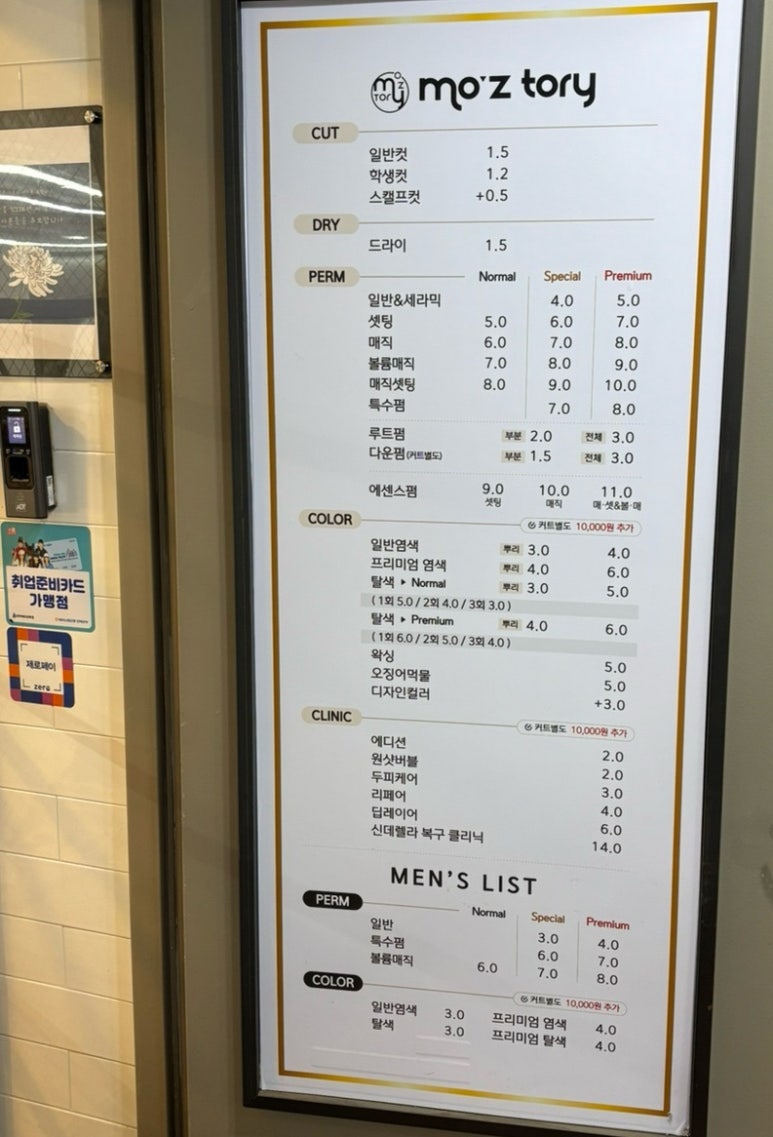 mo'z tory
CUT
일반컷 1.5
학생컷 1.2
스캘프컷 +0.5
DRY
드라이 1.5
PERM Normal Special Premium
일반&세라믹 4.0 5.0
셋팅 5.0 6.0 7.0
매직 6.0 7.0 8.0
볼륨매직 7.0 8.0 9.0
매직셋팅 8.0 9.0 10.0
특수펌 7.0 8.0
루트펌 부분 2.0 전체 3.0
다운펌(커트별도) 부분 1.5 전체 3.0
에센스펌 9.0 10.0 11.0
셋팅 매직 매·셋&볼·매
COLOR 커트별도 10,000원 추가
일반염색 뿌리 3.0 4.0
프리미엄 염색 뿌리 4.0 6.0
탈색 ▸ Normal 뿌리 3.0 5.0
(1회 5.0 / 2회 4.0 / 3회 3.0)
탈색 ▸ Premium 뿌리 4.0 6.0
(1회 6.0 / 2회 5.0 / 3회 4.0)
왁싱 5.0
오징어먹물 5.0
디자인컬러 +3.0
CLINIC 커트별도 10,000원 추가
에디션 2.0
원샷버블 2.0
두피케어 3.0
리페어 4.0
딥레이어 6.0
신데렐라 복구 클리닉 14.0
MEN'S LIST
PERM Normal Special Premium
일반 3.0 4.0
특수펌 6.0 7.0
볼륨매직 6.0 7.0 8.0
COLOR 커트별도 10,000원 추가
일반염색 3.0 프리미엄 염색 4.0
탈색 3.0 프리미엄 탈색 4.0
ADT
취업준비카드
가맹점
제로페이
zero